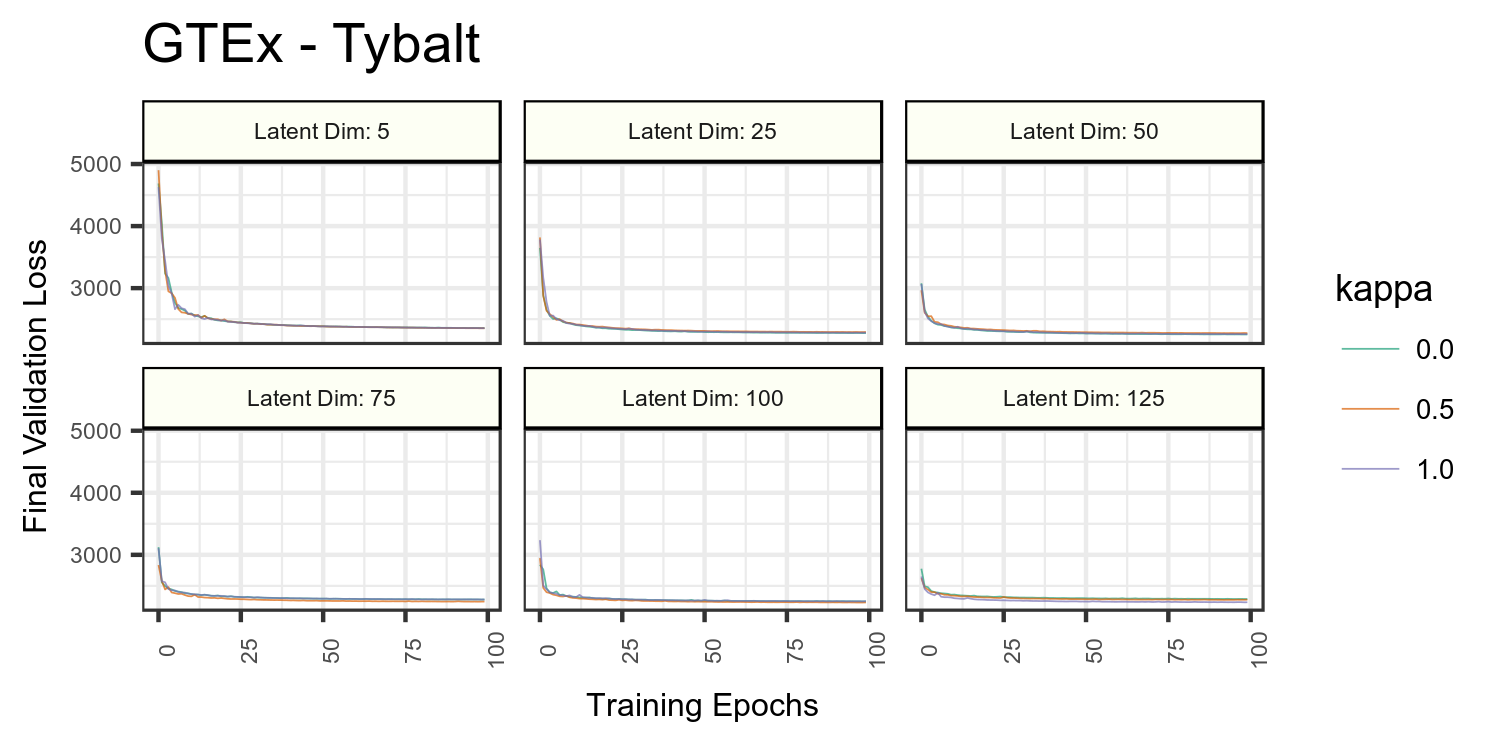 GTEx - Tybalt
Latent Dim: 5
Latent Dim: 25
Latent Dim: 50
5000
4000
3000
Latent Dim: 75
Latent Dim: 100
Latent Dim: 125
5000
4000
3000
0 25 50 75 100
0 25 50 75 100
0 25 50 75 100
Training Epochs
Final Validation Loss
kappa
0.0
0.5
1.0